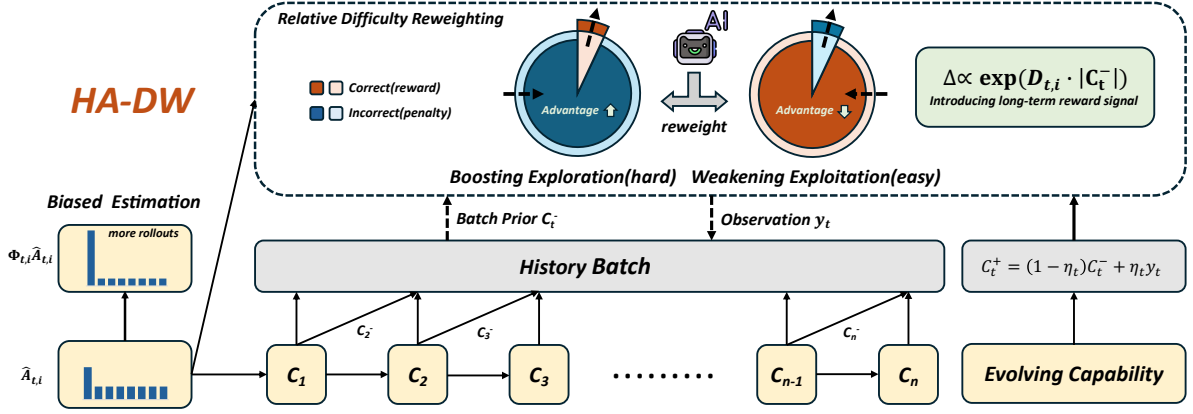 Relative Difficulty Reweighting
AI
HA-DW
Correct(reward)
Incorrect(penalty)
Advantage
Advantage
reweight
Δ∝ exp(D_{t,i} · |C_t^-|)
Introducing long-term reward signal
Boosting Exploration(hard)
Weakening Exploitation(easy)
Biased Estimation
more rollouts
Φ_{t,i}Â_{t,i}
Batch Prior C_t^-
Observation y_t
History Batch
C_t^+ = (1 − η_t)C_t^- + η_t y_t
C_2^-
C_3^-
C_n^-
Â_{t,i}
C_1
C_2
C_3
·········
C_{n-1}
C_n
Evolving Capability